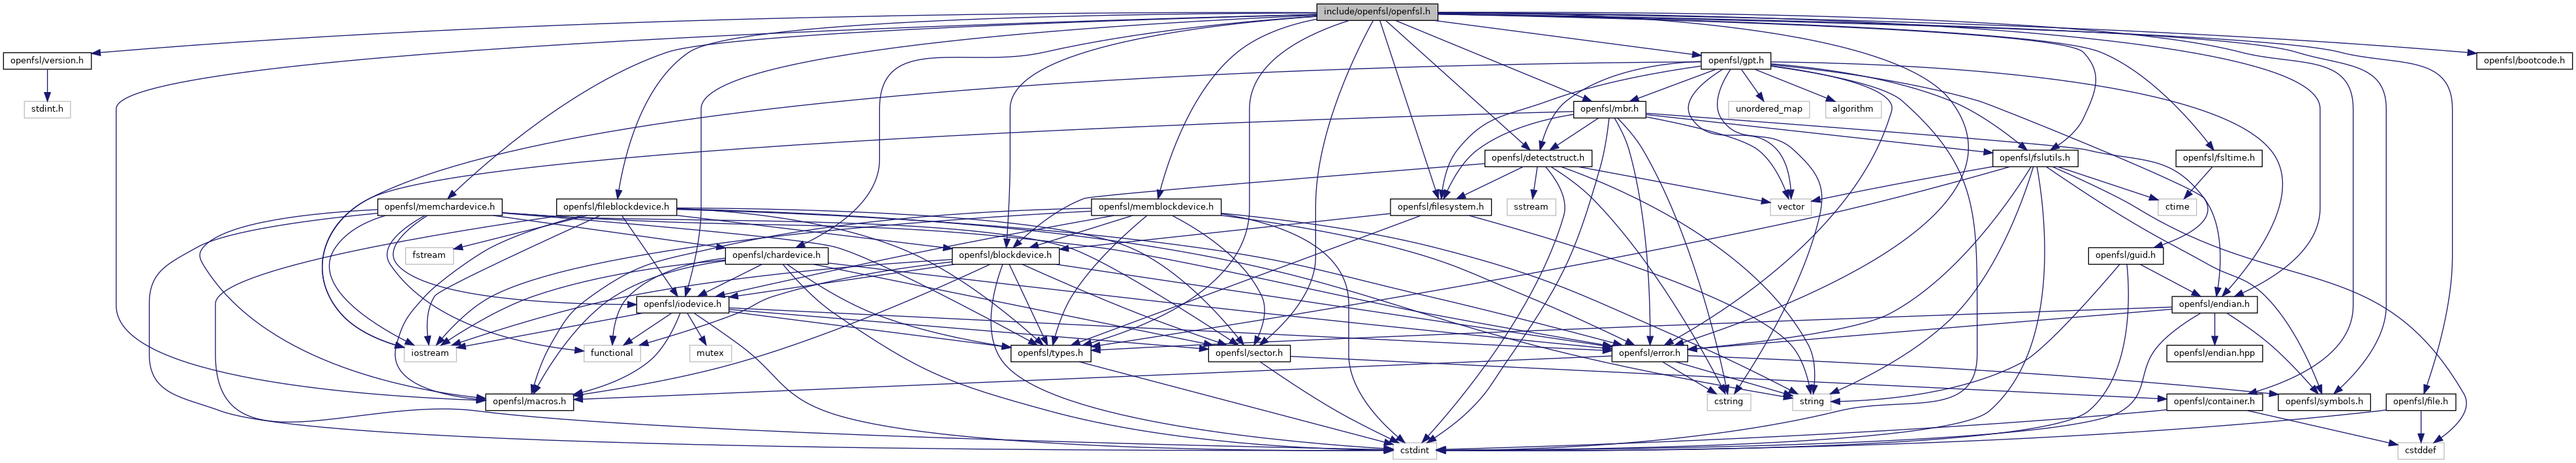 include/openfsl/openfsl.h
openfsl/version.h
openfsl/gpt.h
openfsl/bootcode.h
stdint.h
openfsl/mbr.h
unordered_map
algorithm
openfsl/detectstruct.h
openfsl/fslutils.h
openfsl/fsltime.h
openfsl/memchardevice.h
openfsl/fileblockdevice.h
openfsl/memblockdevice.h
openfsl/filesystem.h
sstream
vector
ctime
fstream
openfsl/chardevice.h
openfsl/blockdevice.h
openfsl/guid.h
openfsl/iodevice.h
openfsl/endian.h
iostream
functional
mutex
openfsl/types.h
openfsl/sector.h
openfsl/error.h
openfsl/endian.hpp
openfsl/macros.h
cstring
string
openfsl/container.h
openfsl/symbols.h
openfsl/file.h
cstdint
cstddef